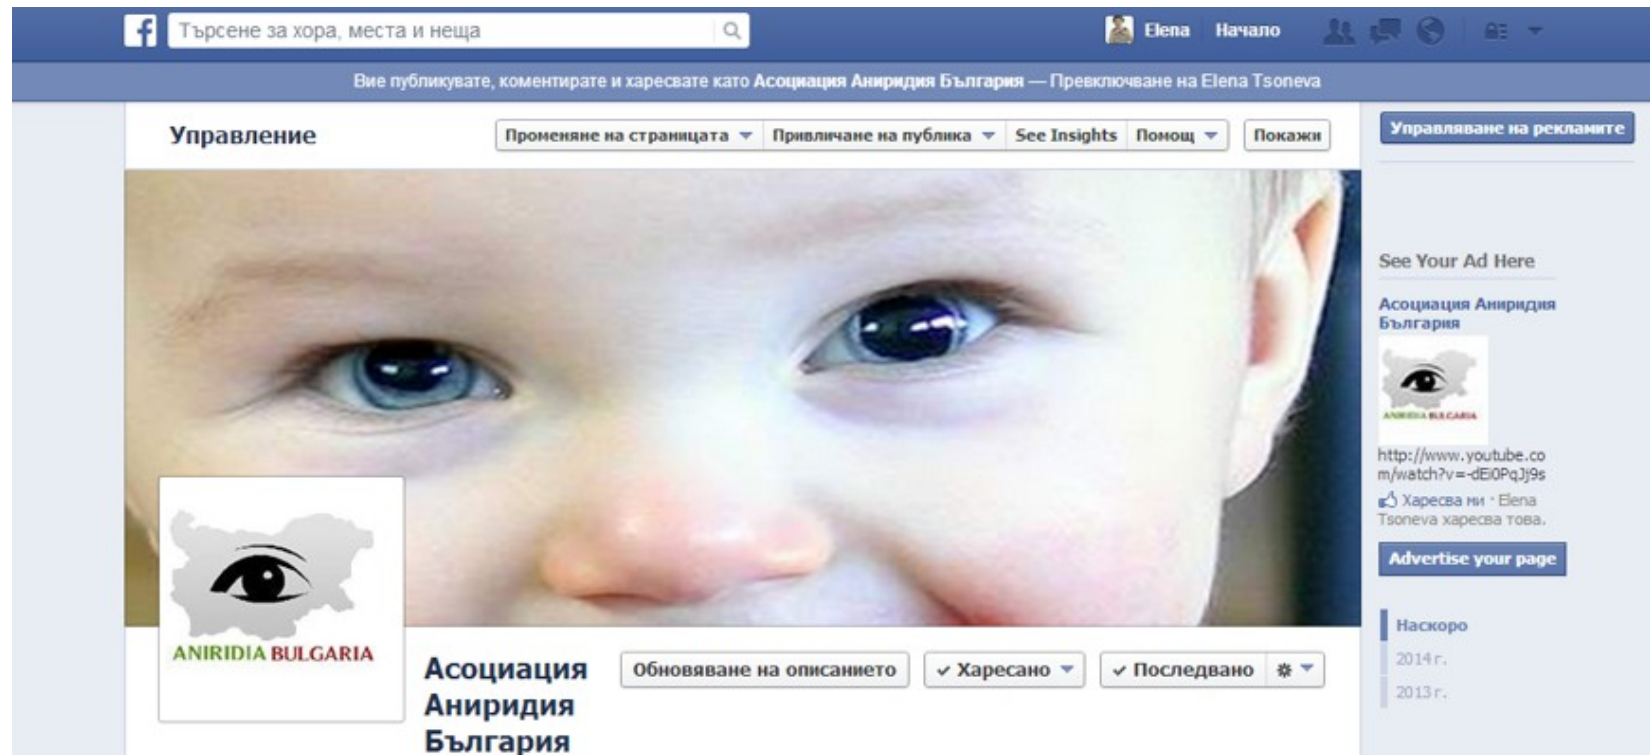 Търсене за хора, места и неща
Elena Начало
Вие публикувате, коментирате и харесвате като Асоциация Аниридия България — Превключване на Elena Tsoneva
Управление
Променяне на страницата Привличане на публика See Insights Помощ Покажи
Управляване на рекламите
See Your Ad Here
Асоциация Аниридия
България
ANIRIDIA BULGARIA
http://www.youtube.co
m/watch?v=-dEi0PqJj9s
Харесва ми · Elena
Tsoneva харесва това.
Advertise your page
Наскоро
2014 г.
2013 г.
ANIRIDIA BULGARIA
Асоциация
Аниридия
България
Обновяване на описанието ✓ Харесано ✓ Последвано